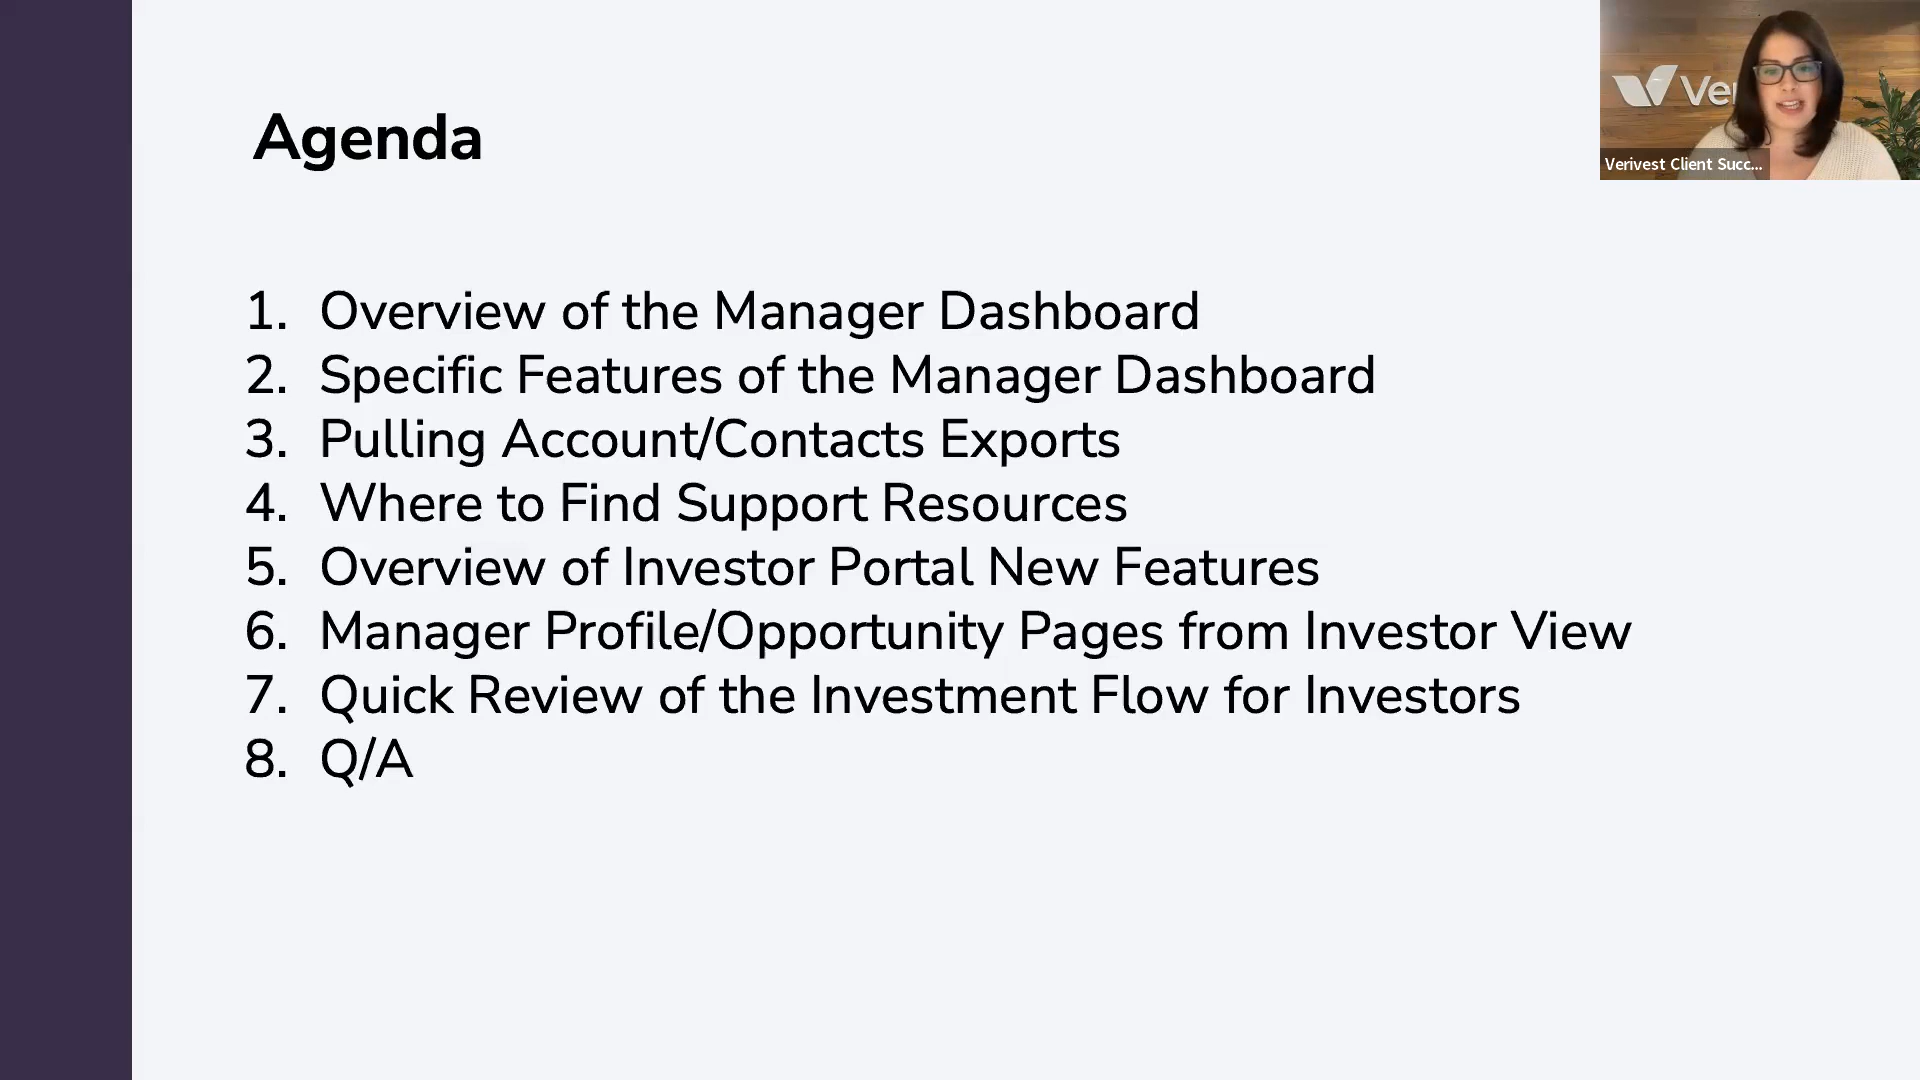 Agenda
1. Overview of the Manager Dashboard
2. Specific Features of the Manager Dashboard
3. Pulling Account/Contacts Exports
4. Where to Find Support Resources
5. Overview of Investor Portal New Features
6. Manager Profile/Opportunity Pages from Investor View
7. Quick Review of the Investment Flow for Investors
8. Q/A
Ver
Verivest Client Succ...